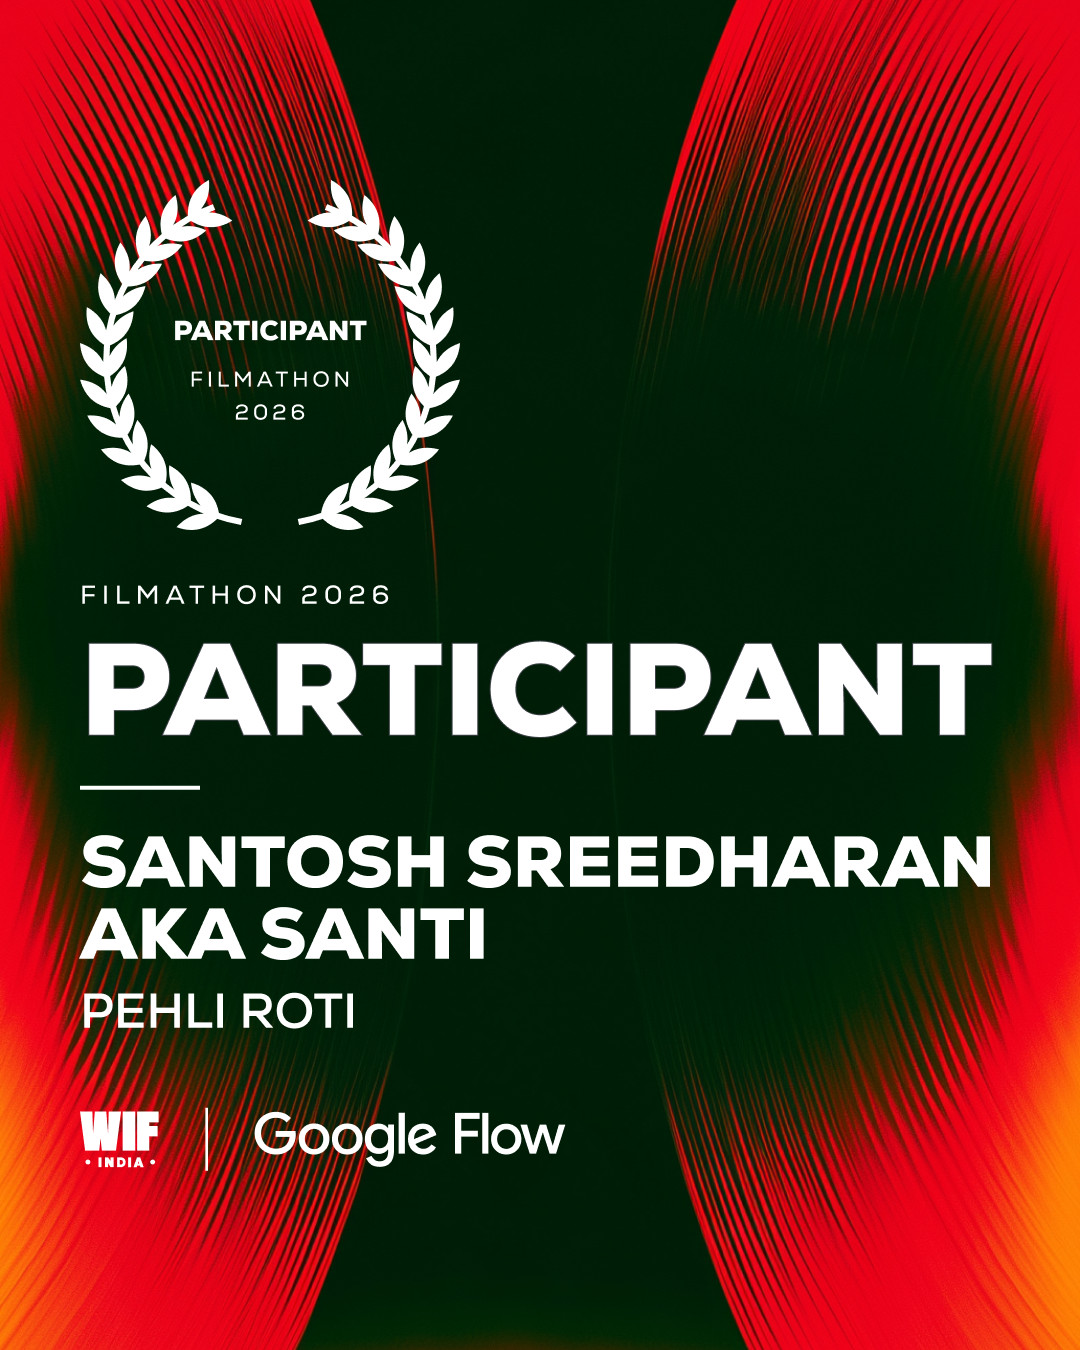 PARTICIPANT
FILMATHON
2026
FILMATHON 2026
PARTICIPANT
SANTOSH SREEDHARAN
AKA SANTI
PEHLI ROTI
WIF
• INDIA •
Google Flow